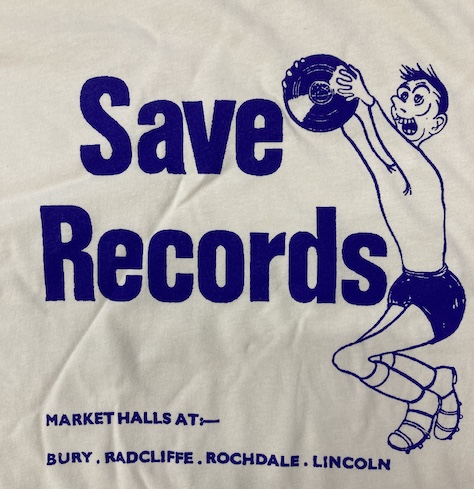 Save
Records
MARKET HALLS AT:—
BURY. RADCLIFFE. ROCHDALE. LINCOLN